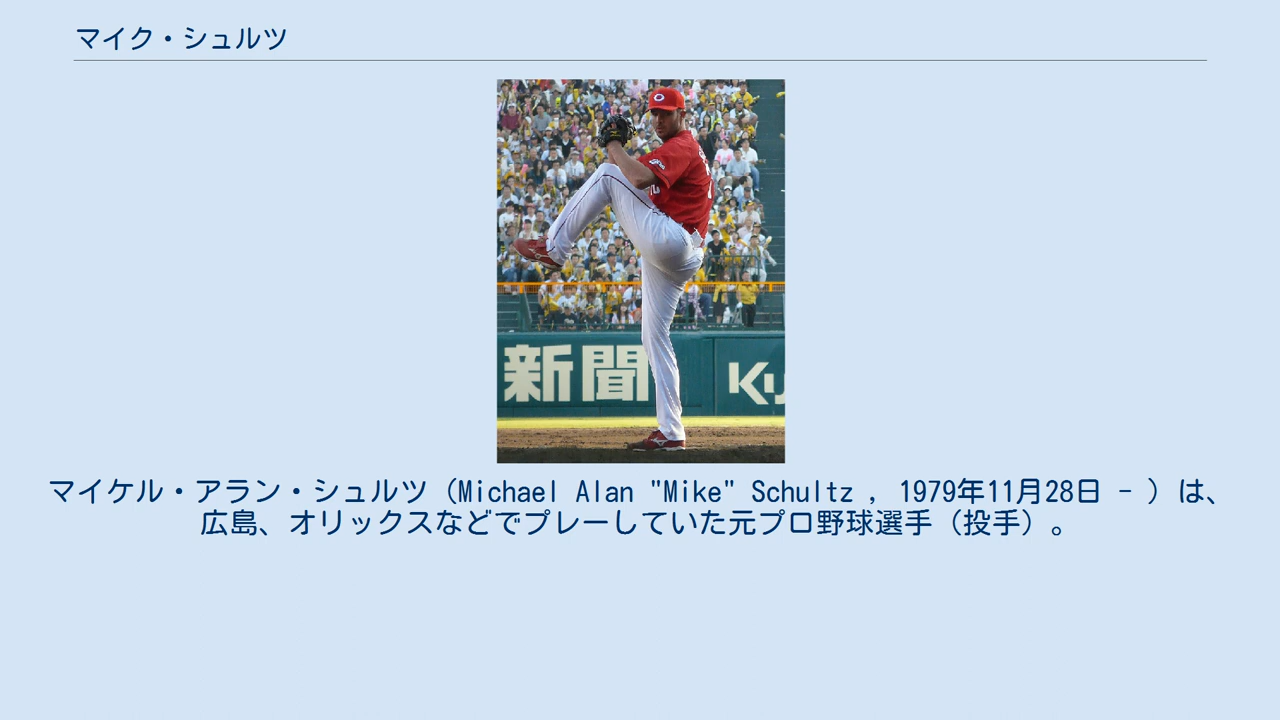 マイク・シュルツ
新聞
マイケル・アラン・シュルツ（Michael Alan "Mike" Schultz , 1979年11月28日 - ）は、
広島、オリックスなどでプレーしていた元プロ野球選手（投手）。